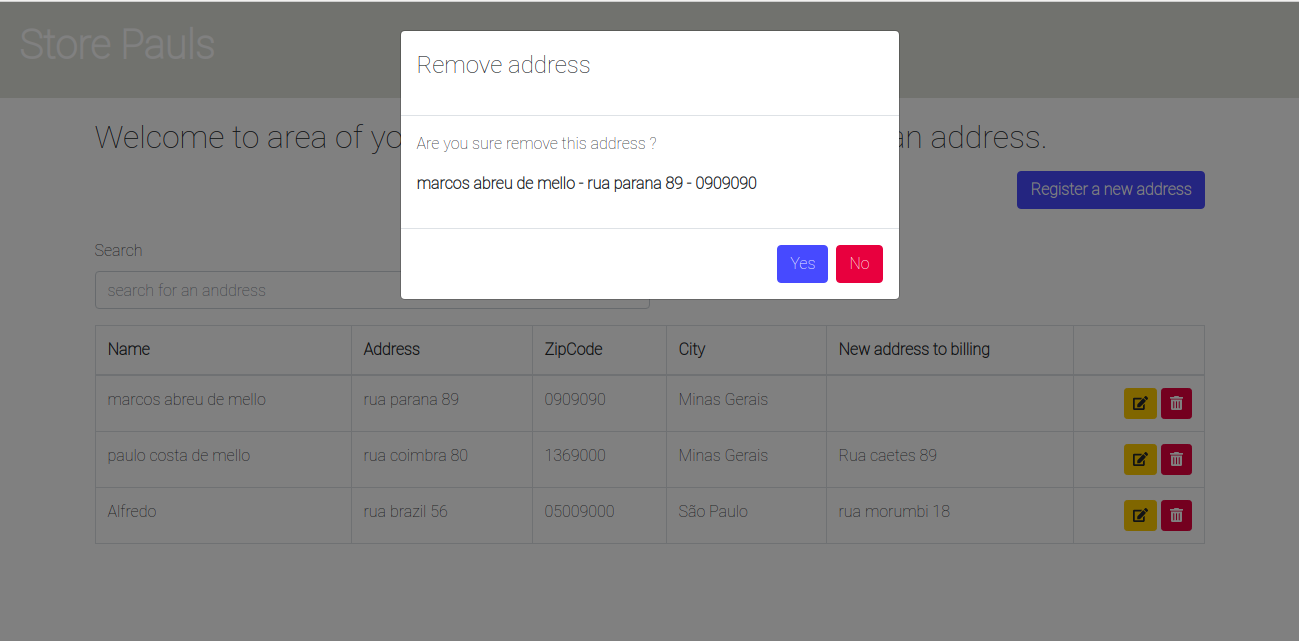 Store Pauls
Remove address
Are you sure remove this address ?
marcos abreu de mello - rua parana 89 - 0909090
Yes No
Welcome to area of yo an address.
Register a new address
Search
search for an anddress
Name Address ZipCode City New address to billing
marcos abreu de mello rua parana 89 0909090 Minas Gerais
paulo costa de mello rua coimbra 80 1369000 Minas Gerais Rua caetes 89
Alfredo rua brazil 56 05009000 São Paulo rua morumbi 18